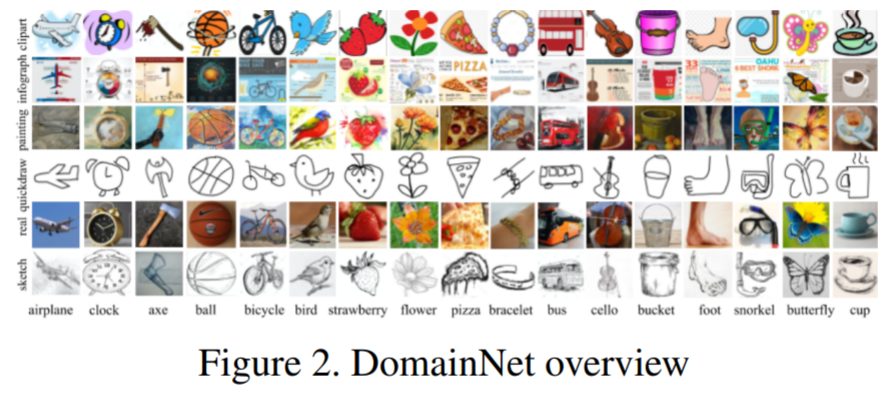 clipart
infograph
PIZZA
33
OAHU
5 BEST SHORE
painting
quickdraw
real
sketch
airplane clock axe ball bicycle bird strawberry flower pizza bracelet bus cello bucket foot snorkel butterfly cup
Figure 2. DomainNet overview